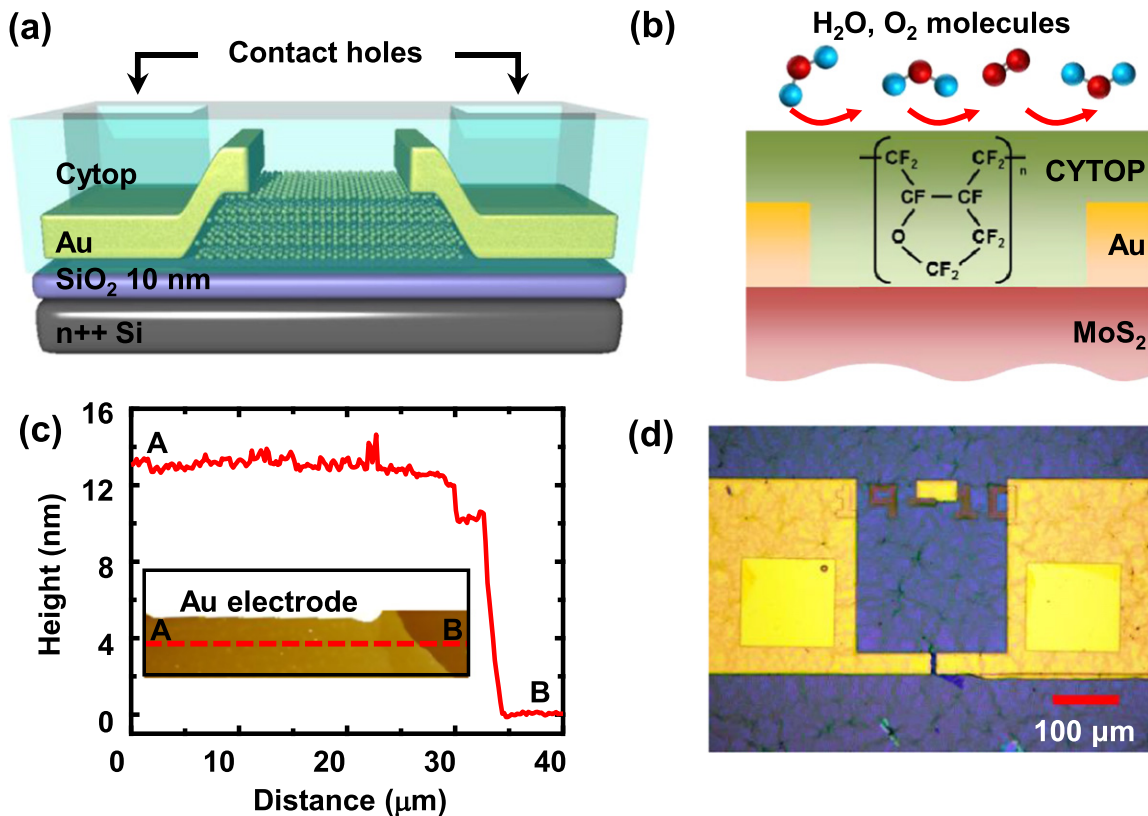 (a)
Contact holes
Cytop
Au
SiO₂ 10 nm
n++ Si
(b)
H₂O, O₂ molecules
CF₂ CF₂ n
CF CF
O CF₂
CF₂
CYTOP
Au
MoS₂
(c)
Height (nm)
16
12
8
4
0
A
Au electrode
A B
B
0 10 20 30 40
Distance (μm)
(d)
9-10
100 μm